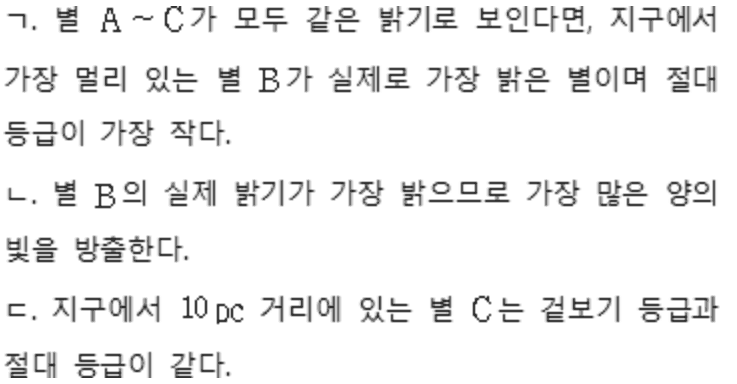 ㄱ. 별 A ~ C가 모두 같은 밝기로 보인다면, 지구에서
가장 멀리 있는 별 B가 실제로 가장 밝은 별이며 절대
등급이 가장 작다.
ㄴ. 별 B의 실제 밝기가 가장 밝으므로 가장 많은 양의
빛을 방출한다.
ㄷ. 지구에서 10 pc 거리에 있는 별 C는 겉보기 등급과
절대 등급이 같다.